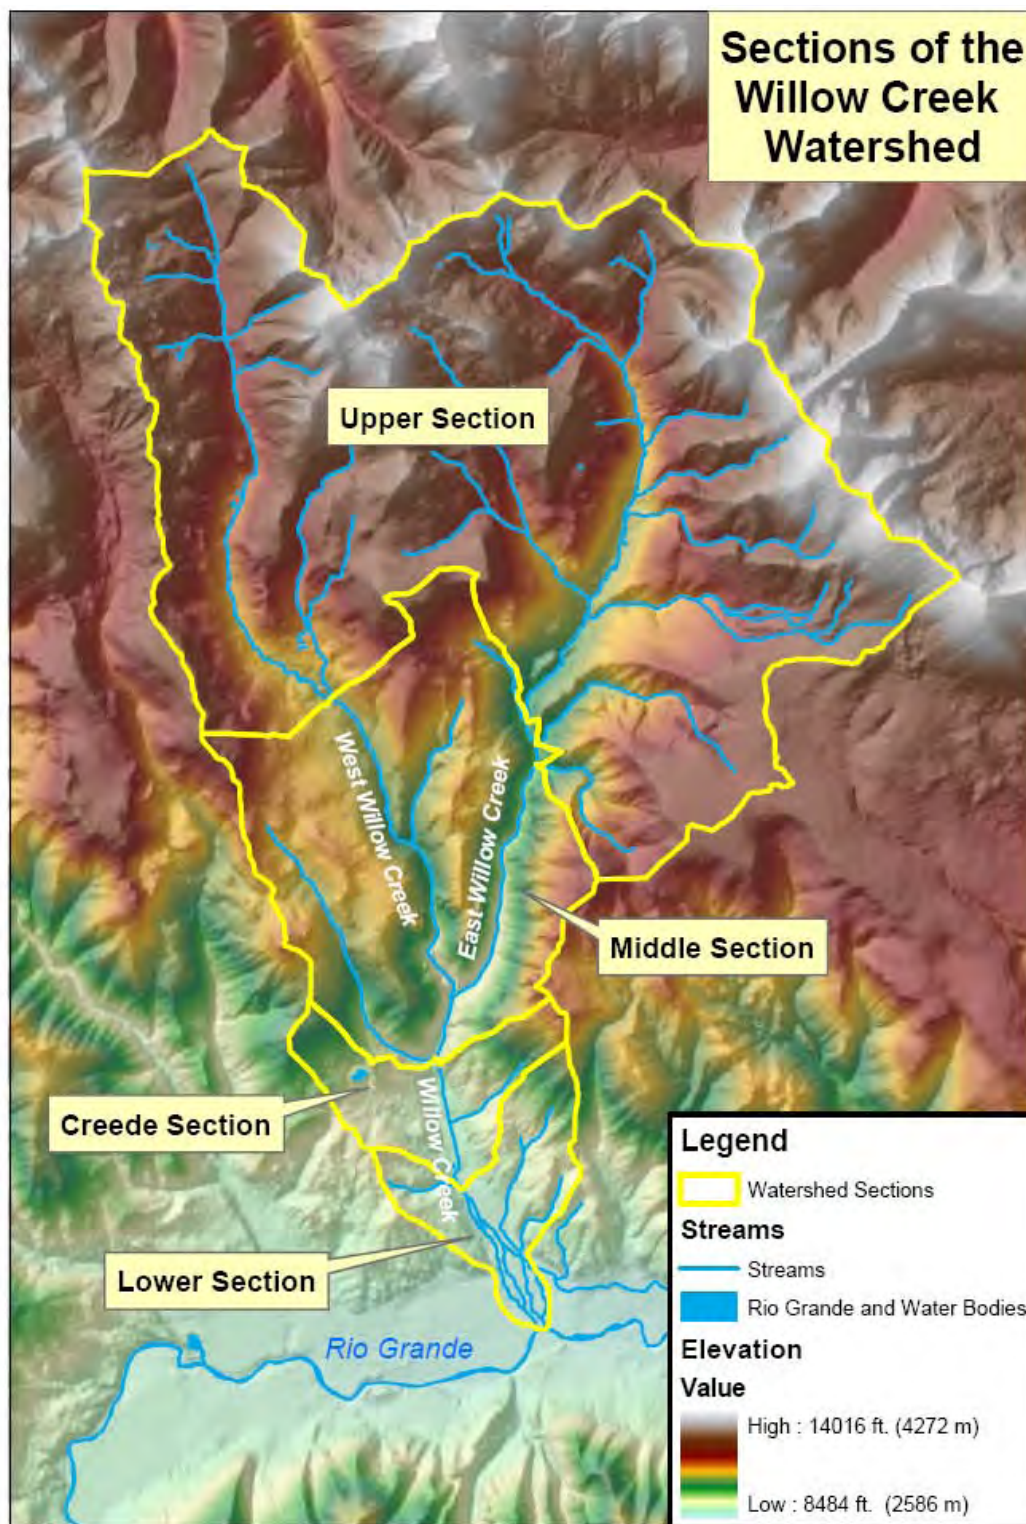 Sections of the
Willow Creek
Watershed
Upper Section
West Willow Creek
East Willow Creek
Middle Section
Creede Section
Willow Creek
Lower Section
Rio Grande
Legend
Watershed Sections
Streams
Streams
Rio Grande and Water Bodies
Elevation
Value
High : 14016 ft. (4272 m)
Low : 8484 ft. (2586 m)